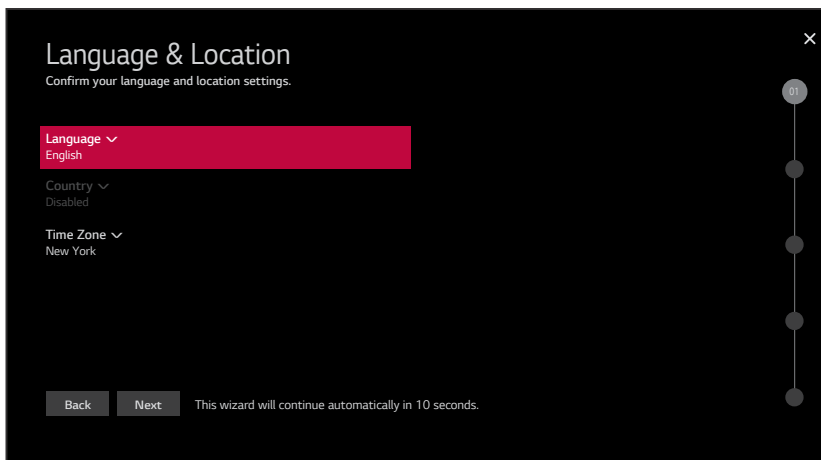 Language & Location
Confirm your language and location settings.
01
Language
English
Country
Disabled
Time Zone
New York
Back
Next
This wizard will continue automatically in 10 seconds.